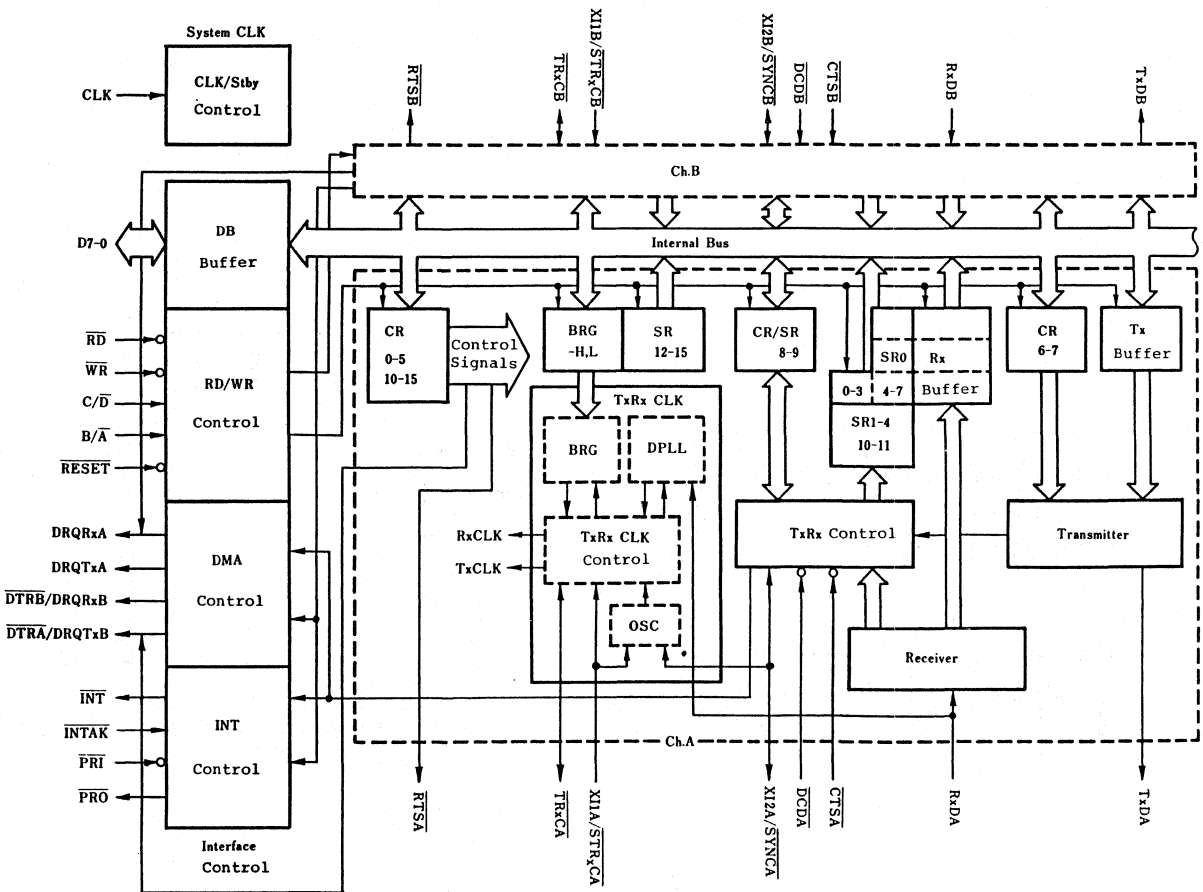 System CLK
CLK
CLK/Stby
Control
RTSB
TRxCB
XI1B/STRxCB
XI2B/SYNCB
DCDB
CTSB
RxDB
TxDB
Ch.B
D7-0
DB
Buffer
Internal Bus
RD
WR
C/D
B/A
RESET
RD/WR
Control
CR
0-5
10-15
Control
Signals
BRG
-H,L
SR
12-15
CR/SR
8-9
SR0
Rx
0-3
4-7
Buffer
SR1-4
10-11
CR
6-7
Tx
Buffer
TxRx CLK
BRG
DPLL
RxCLK
TxCLK
TxRx CLK
Control
OSC
TxRx Control
Transmitter
Receiver
DRQRxA
DRQTxA
DTRB/DRQRxB
DTRA/DRQTxB
DMA
Control
INT
INTAK
PRI
PRO
INT
Control
Interface
Control
Ch.A
RTSA
TRxCA
XI1A/STRxCA
XI2A/SYNCA
DCDA
CTSA
RxDA
TxDA